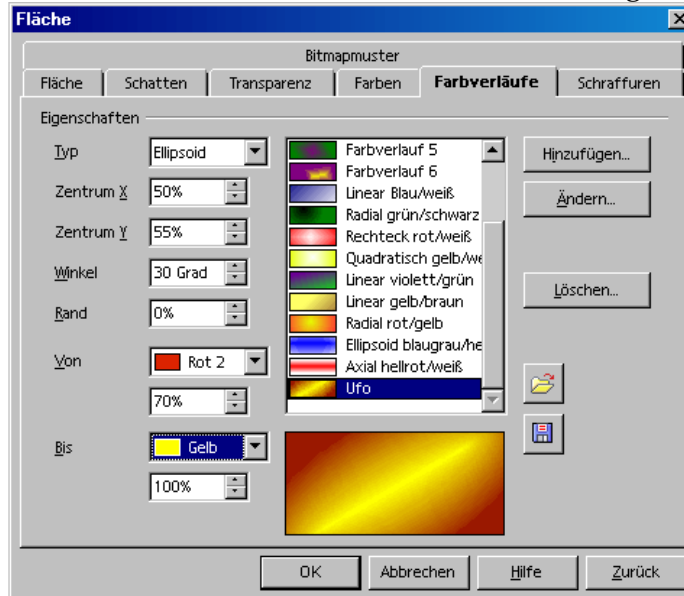 Fläche
Bitmapmuster
Fläche
Schatten
Transparenz
Farben
Farbverläufe
Schraffuren
Eigenschaften
Typ
Ellipsoid
Zentrum X
50%
Zentrum Y
55%
Winkel
30 Grad
Rand
0%
Von
Rot 2
70%
Bis
Gelb
100%
Farbverlauf 5
Farbverlauf 6
Linear Blau/weiß
Radial grün/schwarz
Rechteck rot/weiß
Quadratisch gelb/we
Linear violett/grün
Linear gelb/braun
Radial rot/gelb
Ellipsoid blaugrau/he
Axial hellrot/weiß
Ufo
Hinzufügen...
Ändern...
Löschen...
OK
Abbrechen
Hilfe
Zurück